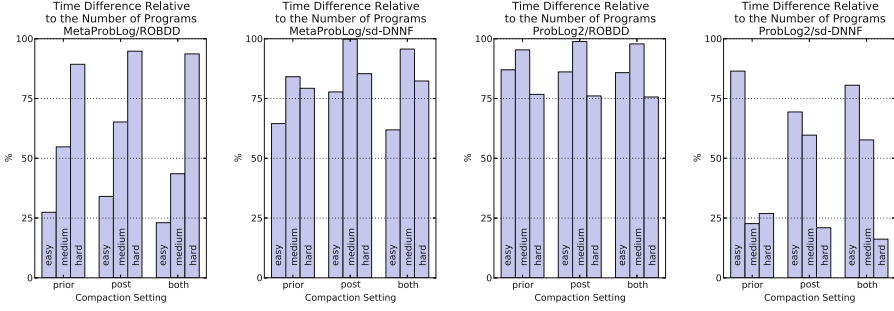 Time Difference Relative
to the Number of Programs
MetaProbLog/ROBDD
100
75
50
25
0
%
easy
medium
hard
easy
medium
hard
easy
medium
hard
prior
post
both
Compaction Setting
Time Difference Relative
to the Number of Programs
MetaProbLog/sd-DNNF
100
75
50
25
0
%
easy
medium
hard
easy
medium
hard
easy
medium
hard
prior
post
both
Compaction Setting
Time Difference Relative
to the Number of Programs
ProbLog2/ROBDD
100
75
50
25
0
%
easy
medium
hard
easy
medium
hard
easy
medium
hard
prior
post
both
Compaction Setting
Time Difference Relative
to the Number of Programs
ProbLog2/sd-DNNF
100
75
50
25
0
%
easy
medium
hard
easy
medium
hard
easy
medium
hard
prior
post
both
Compaction Setting